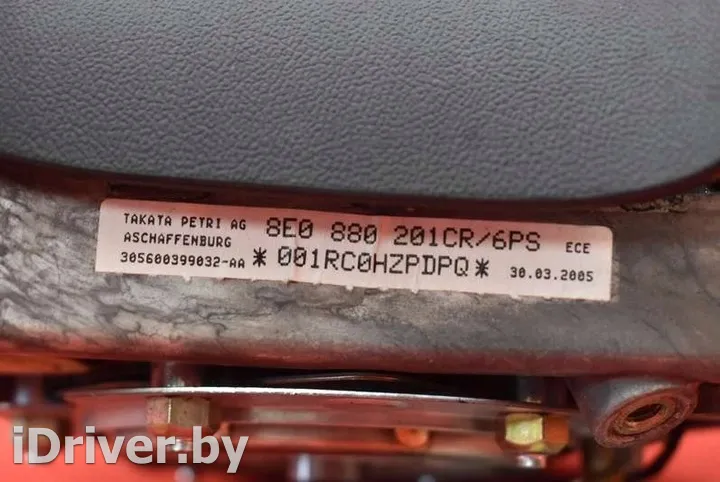 TAKATA PETRI AG 8E0 880 201CR/6PS ECE
ASCHAFFENBURG
305600399032-AA *001RC0HZPDPQ* 30.03.2005
iDriver.by